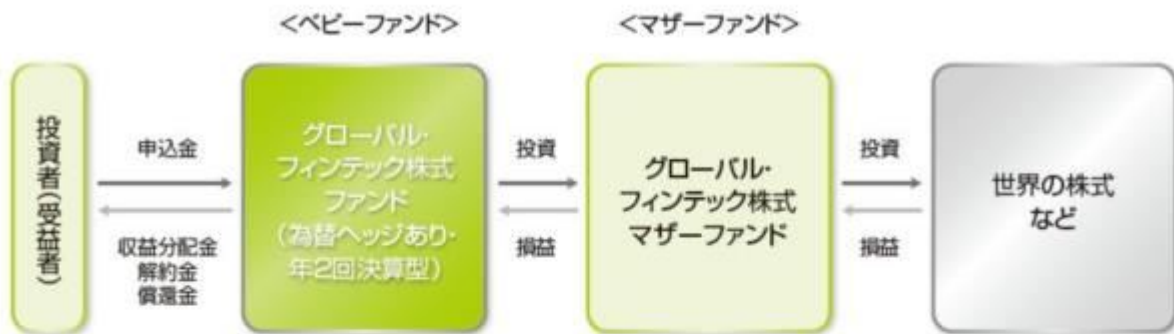 <ベビーファンド>
<マザーファンド>
投資者(受益者)
申込金
収益分配金
解約金
償還金
グローバル・
フィンテック株式
ファンド
(為替ヘッジあり・
年2回決算型)
投資
損益
グローバル・
フィンテック株式
マザーファンド
投資
損益
世界の株式
など